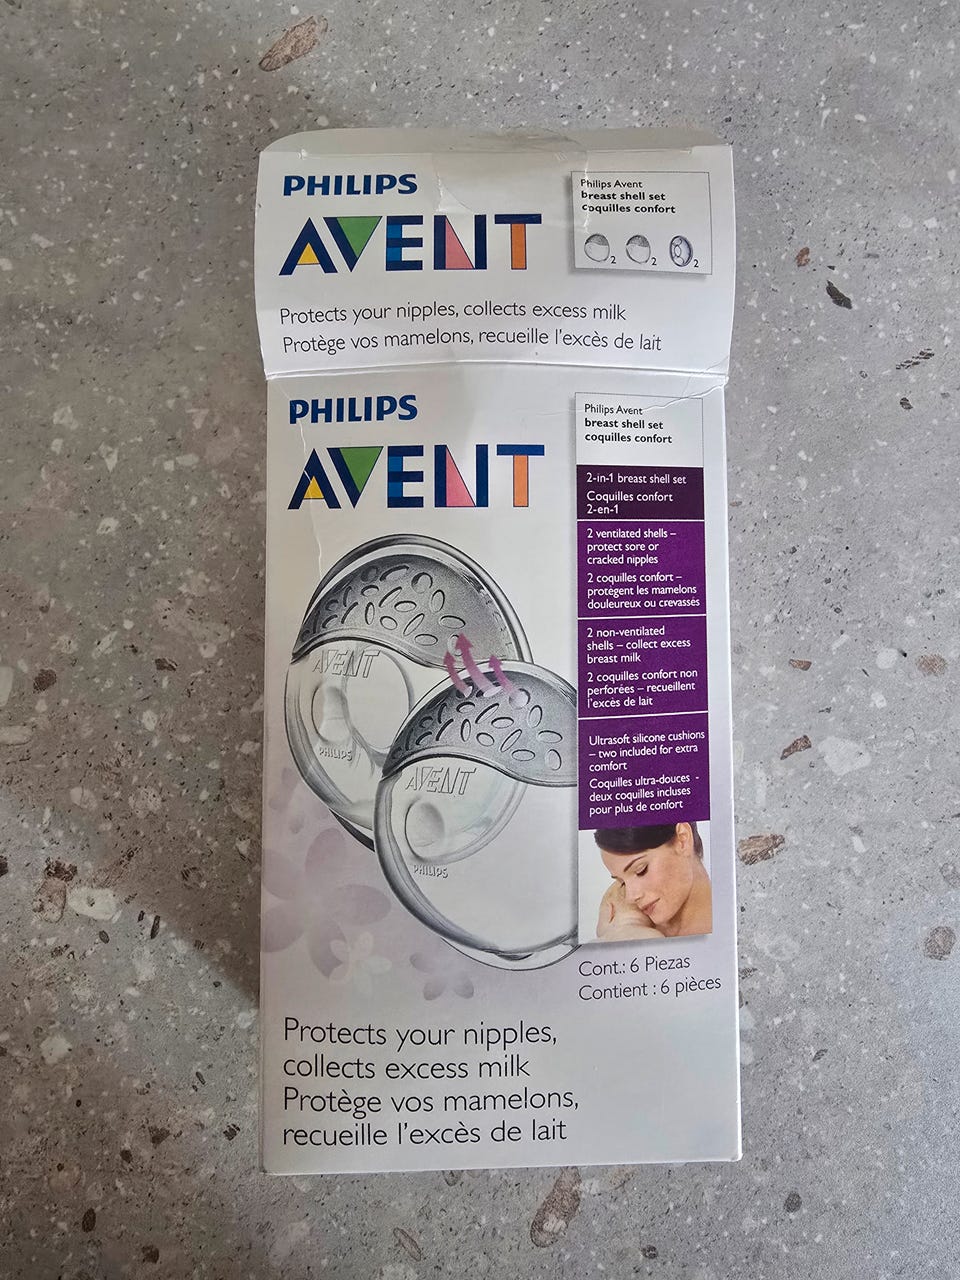 PHILIPS
AVENT
Philips Avent
breast shell set
coquilles confort
2 2 2
Protects your nipples, collects excess milk
Protège vos mamelons, recueille l'excès de lait
PHILIPS
AVENT
Philips Avent
breast shell set
coquilles confort
2-in-1 breast shell set
Coquilles confort
2-en-1
2 ventilated shells –
protect sore or
cracked nipples
2 coquilles confort –
protègent les mamelons
douleureux ou crevassés
2 non-ventilated
shells – collect excess
breast milk
2 coquilles confort non
perforées – recueillent
l'excès de lait
Ultrasoft silicone cushions
– two included for extra
comfort
Coquilles ultra-douces -
deux coquilles incluses
pour plus de confort
AVENT
PHILIPS
AVENT
PHILIPS
Cont.: 6 Piezas
Contient : 6 pièces
Protects your nipples,
collects excess milk
Protège vos mamelons,
recueille l'excès de lait